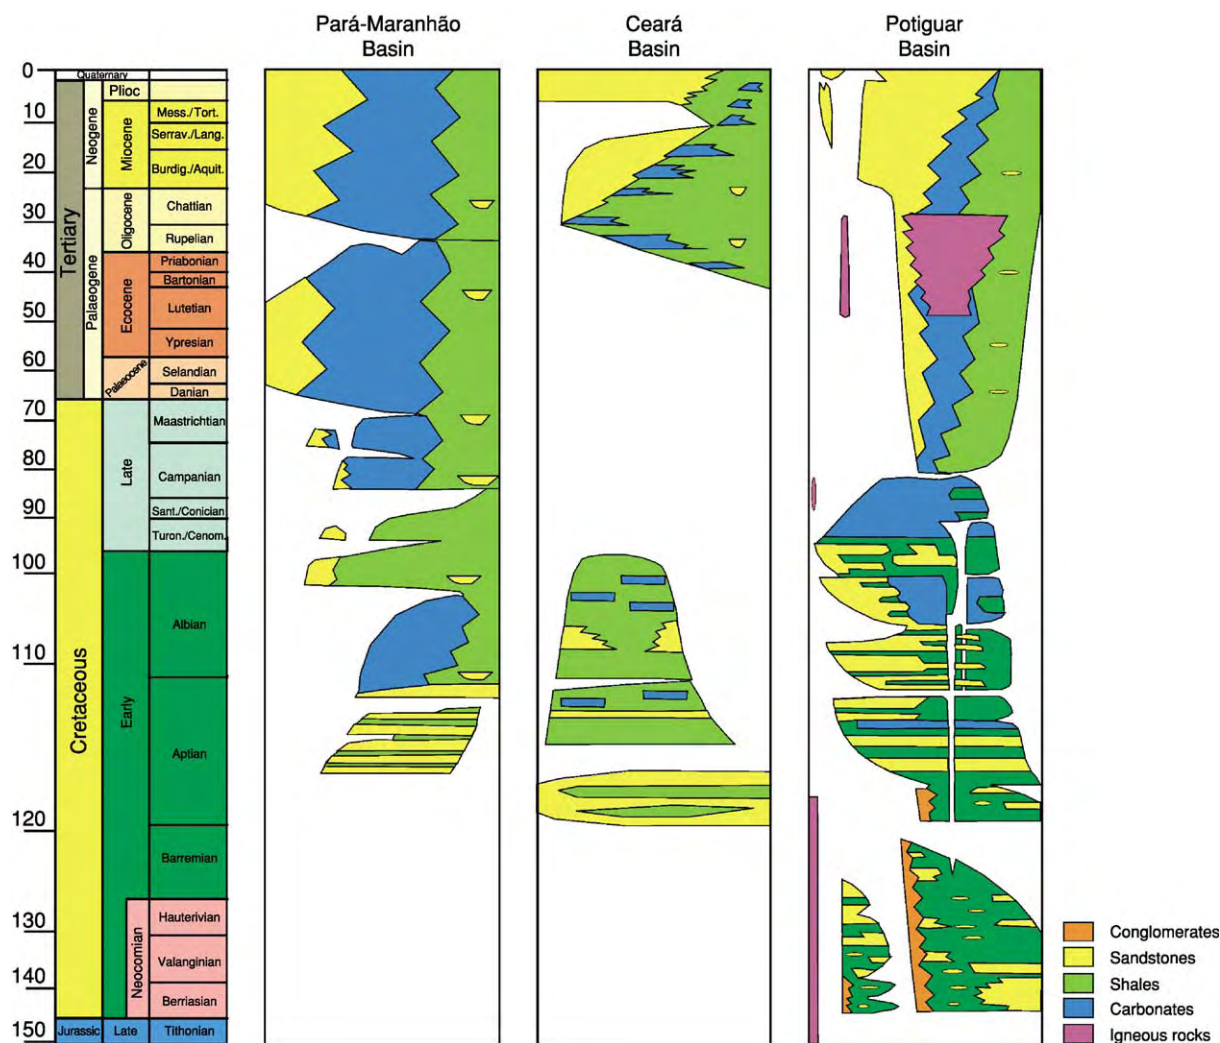 Pará-Maranhão
Basin
Ceará
Basin
Potiguar
Basin
0
10
20
30
40
50
60
70
80
90
100
110
120
130
140
150
Quaternary
Tertiary
Neogene
Palaeogene
Plioc
Miocene
Oligocene
Ecocene
Palaeocene
Mess./Tort.
Serrav./Lang.
Burdig./Aquit.
Chattian
Rupelian
Priabonian
Bartonian
Lutetian
Ypresian
Selandian
Danian
Cretaceous
Late
Early
Neocomian
Maastrichtian
Campanian
Sant./Conician
Turon./Cenom.
Albian
Aptian
Barremian
Hauterivian
Valanginian
Berriasian
Jurassic
Late
Tithonian
Conglomerates
Sandstones
Shales
Carbonates
Igneous rocks